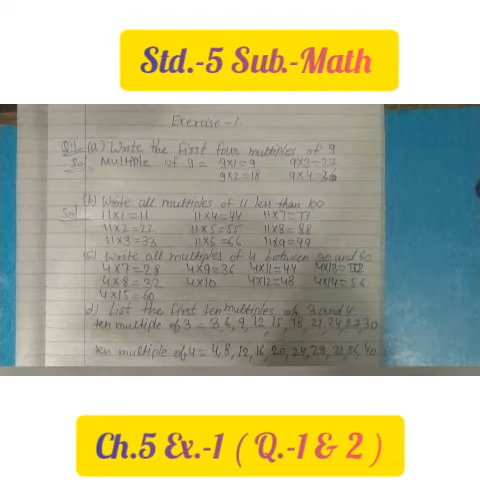 Std.-5 Sub.-Math
Exercise-1.
Q.1= (a) Write the first four multiples of 9
Sol Multiple of 9 = 9x1=9 9x3=27
9x2=18 9x4=36
(b) Write all multiples of 11 less than 100
Sol 11x1=11 11x4=44 11x7=77
11x2=22 11x5=55 11x8=88
11x3=33 11x6=66 11x9=99
(c) Write all multiples of 4 between 30 and 60
4x7=28 4x9=36 4x11=44 4x13=52
4x8=32 4x10 4x12=48 4x14=56
4x15=60
d) List the first ten multiples of 3 and 4
ten multiple of 3 = 3,6,9,12,15,18,21,24,27,30
ten multiple of 4 = 4,8,12,16,20,24,28,32,36,40
Ch.5 Ex.-1 ( Q.-1 & 2 )